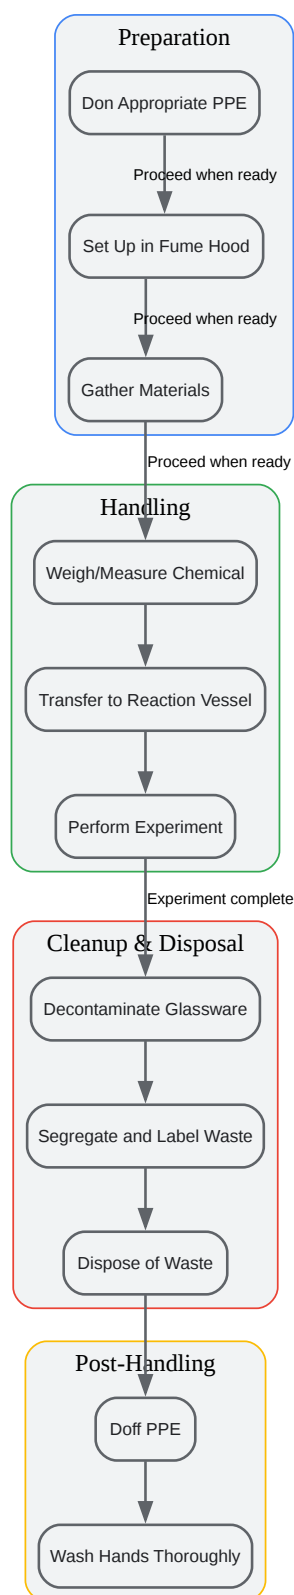 Preparation
Don Appropriate PPE
Proceed when ready
Set Up in Fume Hood
Proceed when ready
Gather Materials
Proceed when ready
Handling
Weigh/Measure Chemical
Transfer to Reaction Vessel
Perform Experiment
Experiment complete
Cleanup & Disposal
Decontaminate Glassware
Segregate and Label Waste
Dispose of Waste
Post-Handling
Doff PPE
Wash Hands Thoroughly